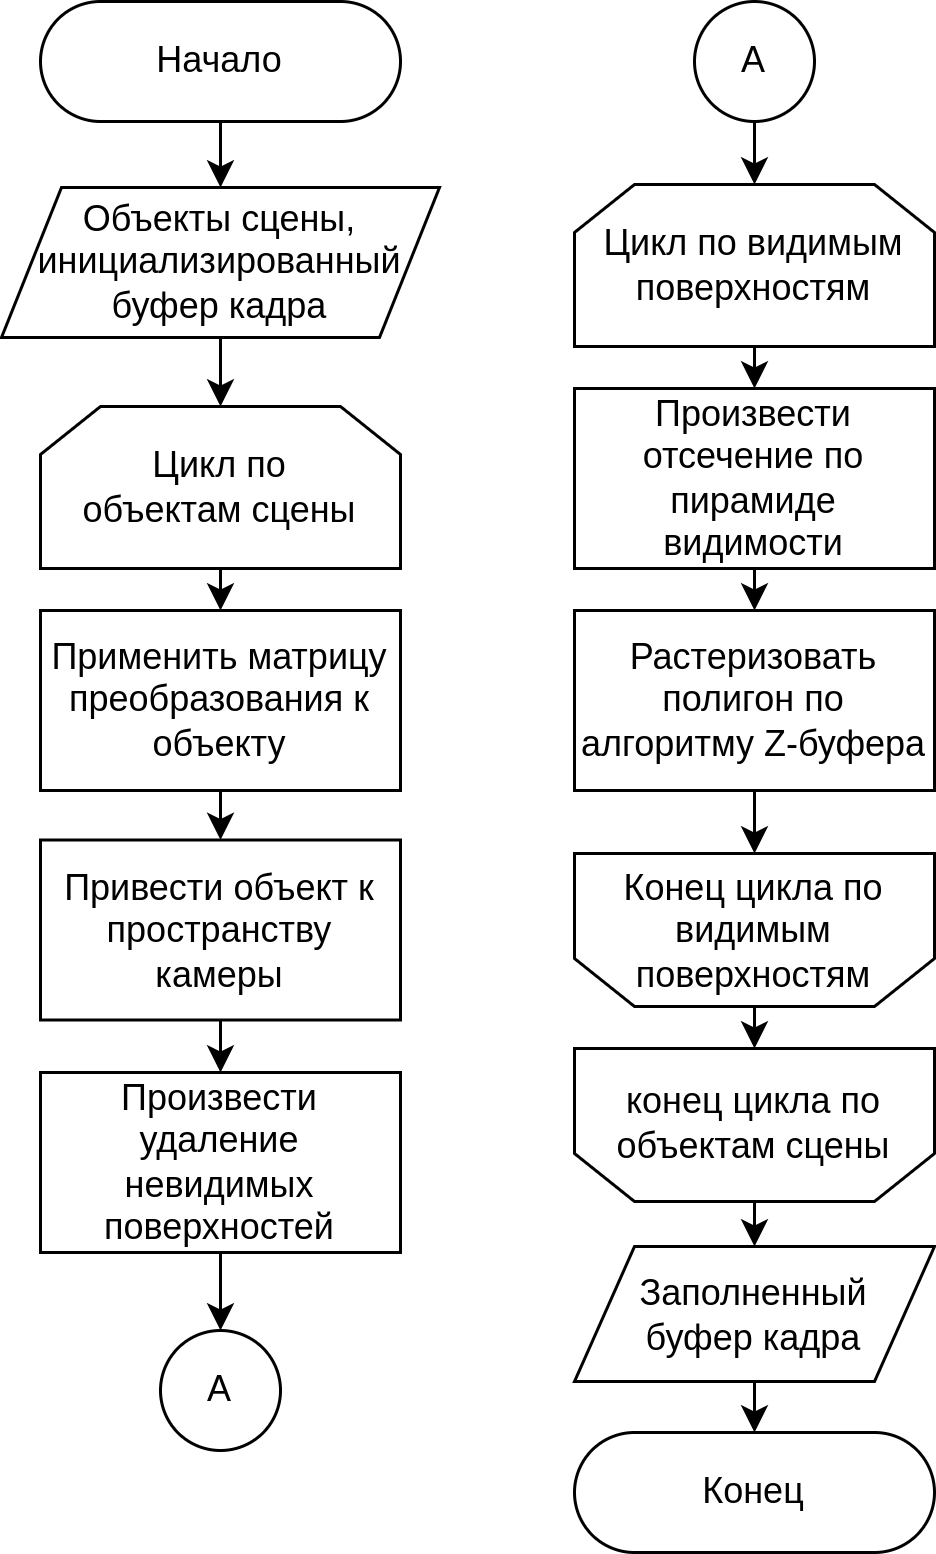 Начало
Объекты сцены,
инициализированный
буфер кадра
Цикл по
объектам сцены
Применить матрицу
преобразования к
объекту
Привести объект к
пространству
камеры
Произвести
удаление
невидимых
поверхностей
А
А
Цикл по видимым
поверхностям
Произвести
отсечение по
пирамиде
видимости
Растеризовать
полигон по
алгоритму Z-буфера
Конец цикла по
видимым
поверхностям
конец цикла по
объектам сцены
Заполненный
буфер кадра
Конец